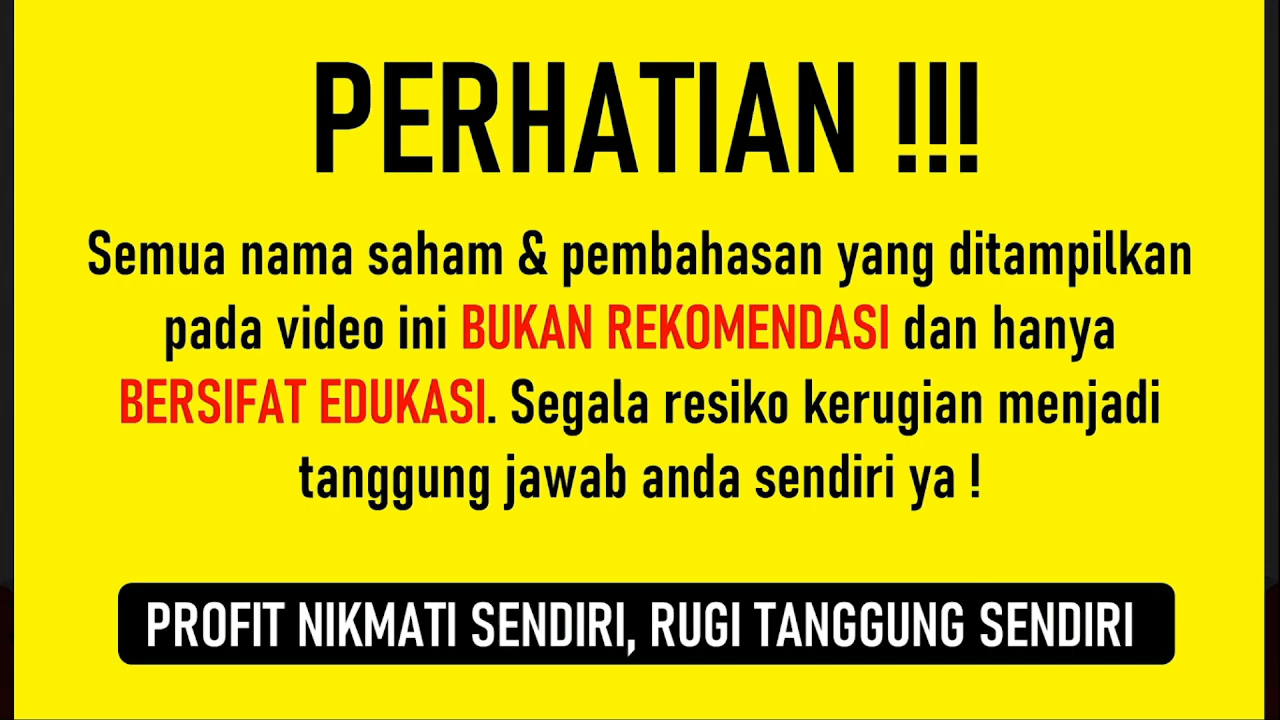 PERHATIAN !!!
Semua nama saham & pembahasan yang ditampilkan
pada video ini BUKAN REKOMENDASI dan hanya
BERSIFAT EDUKASI. Segala resiko kerugian menjadi
tanggung jawab anda sendiri ya !
PROFIT NIKMATI SENDIRI, RUGI TANGGUNG SENDIRI